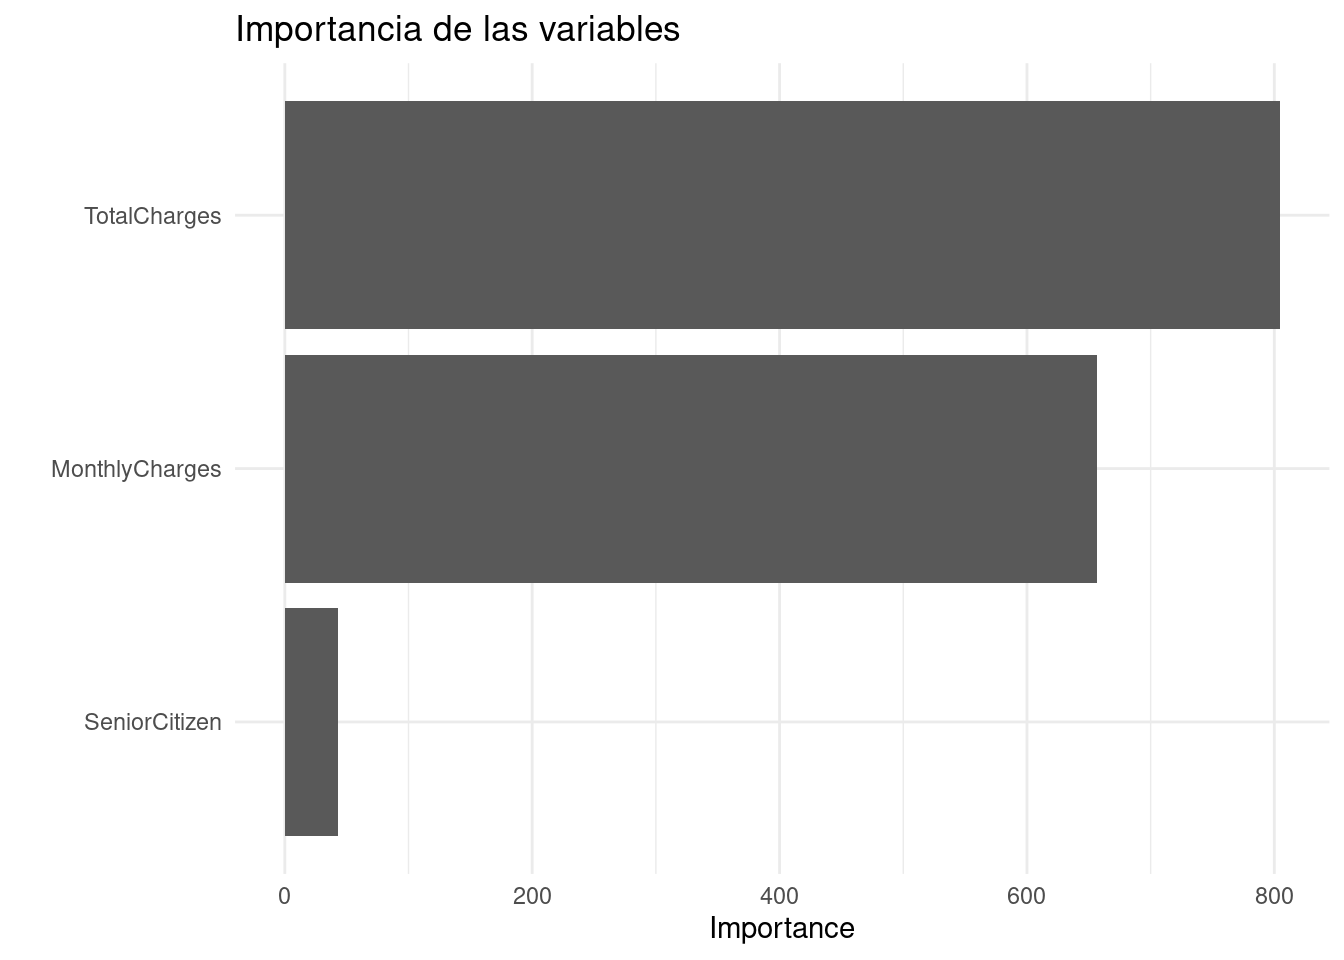 Importancia de las variables
TotalCharges
MonthlyCharges
SeniorCitizen
0 200 400 600 800
Importance